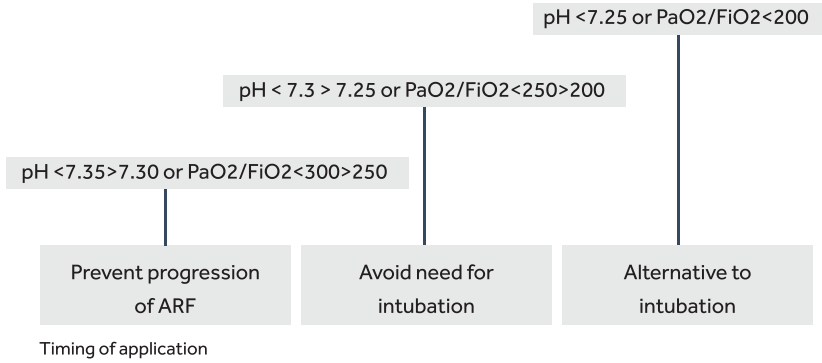 pH <7.25 or PaO2/FiO2<200
pH < 7.3 > 7.25 or PaO2/FiO2<250>200
pH <7.35>7.30 or PaO2/FiO2<300>250
Prevent progression
of ARF
Avoid need for
intubation
Alternative to
intubation
Timing of application